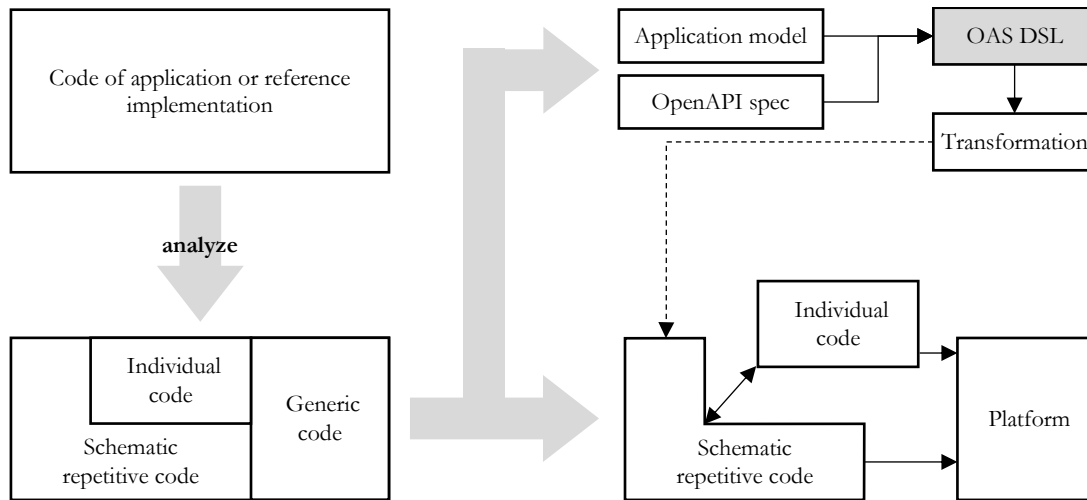 Code of application or reference
implementation
analyze
Individual
code
Generic
code
Schematic
repetitive code
Application model
OAS DSL
OpenAPI spec
Transformation
Individual
code
Schematic
repetitive code
Platform